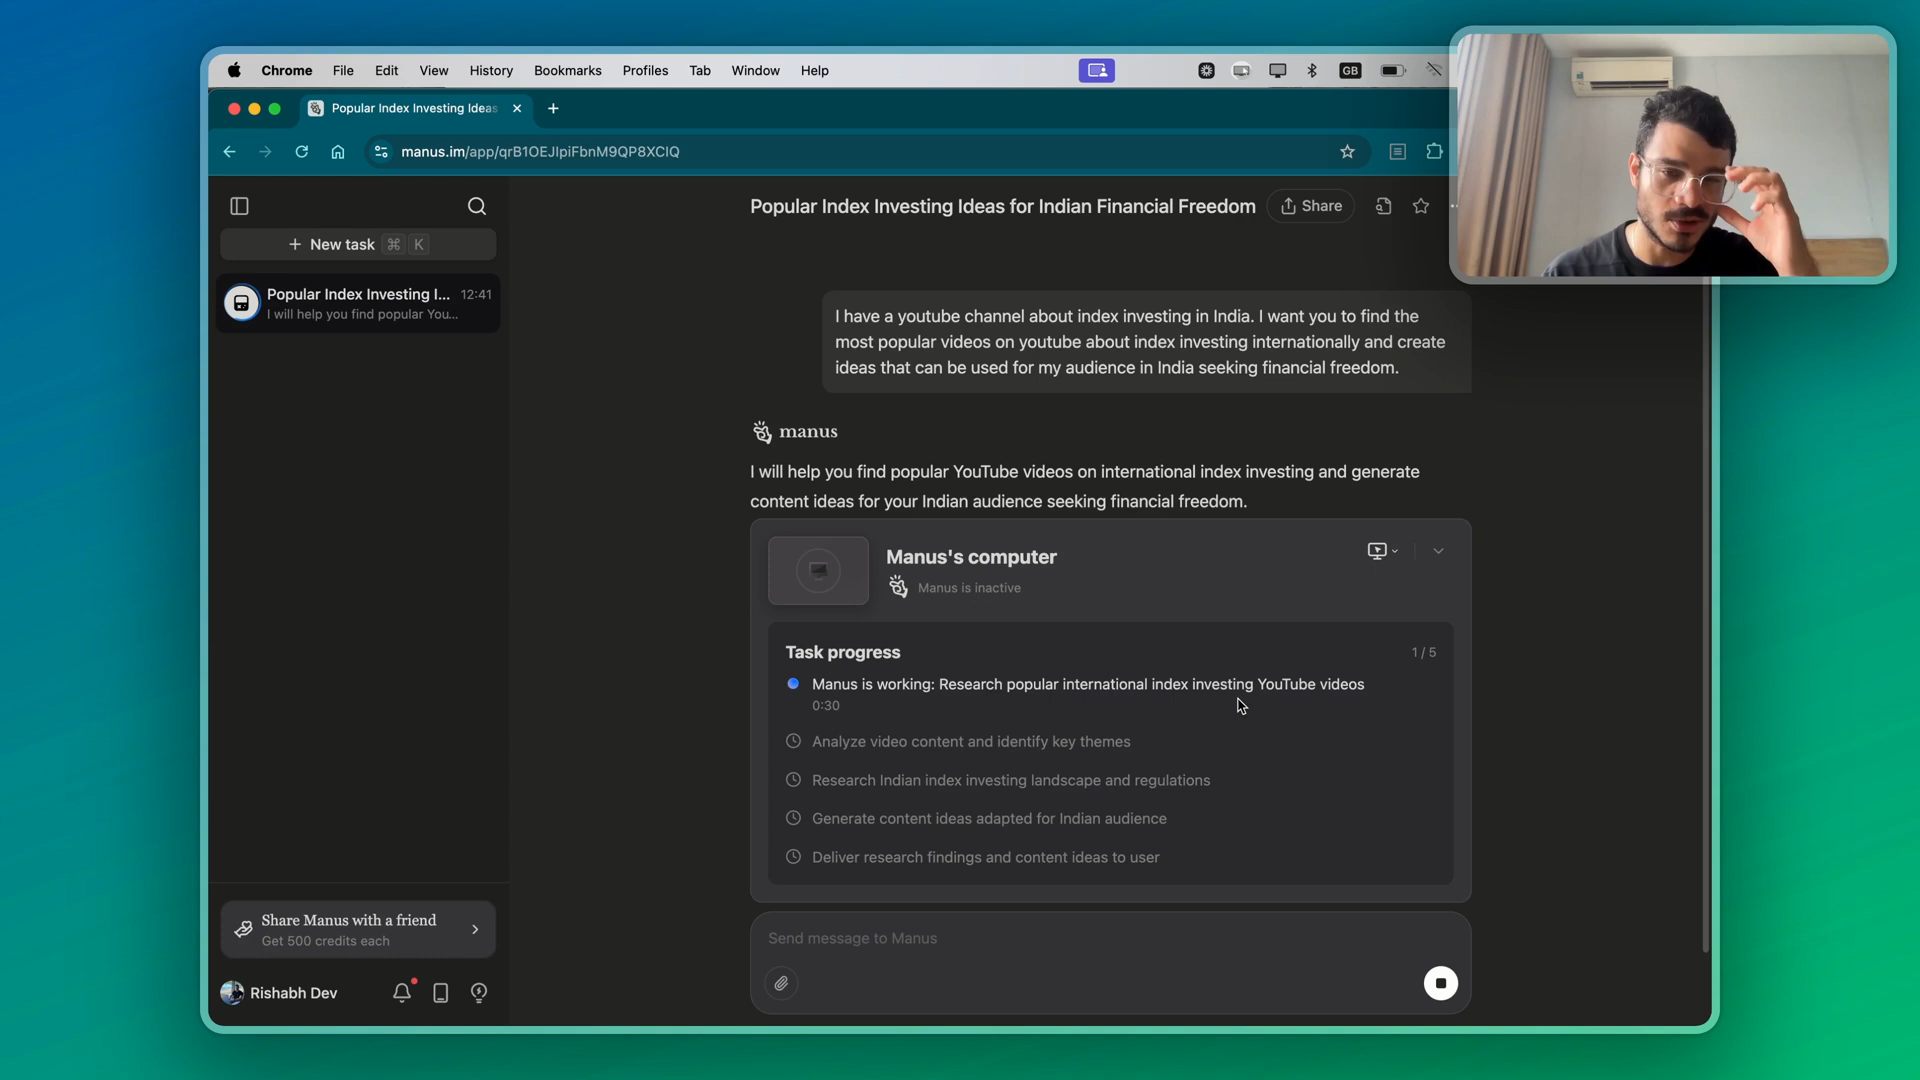 Chrome File Edit View History Bookmarks Profiles Tab Window Help GB
Popular Index Investing Ideas
manus.im/app/qrB1OEJIpiFbnM9QP8XCIQ
Popular Index Investing Ideas for Indian Financial Freedom Share
New task ⌘ K
Popular Index Investing I... 12:41
I will help you find popular You...
I have a youtube channel about index investing in India. I want you to find the
most popular videos on youtube about index investing internationally and create
ideas that can be used for my audience in India seeking financial freedom.
manus
I will help you find popular YouTube videos on international index investing and generate
content ideas for your Indian audience seeking financial freedom.
Manus's computer
Manus is inactive
Task progress 1 / 5
Manus is working: Research popular international index investing YouTube videos
0:30
Analyze video content and identify key themes
Research Indian index investing landscape and regulations
Generate content ideas adapted for Indian audience
Deliver research findings and content ideas to user
Share Manus with a friend
Get 500 credits each
Send message to Manus
Rishabh Dev